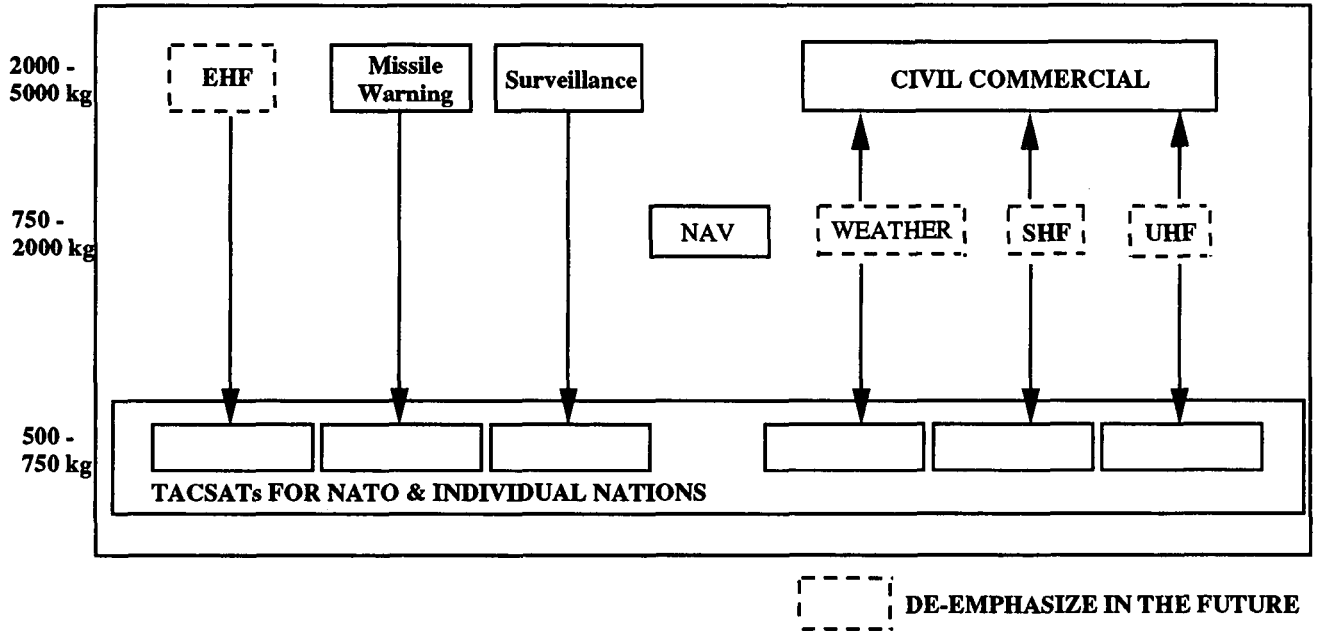 2000 -
5000 kg
EHF
Missile
Warning
Surveillance
CIVIL COMMERCIAL
750 -
2000 kg
NAV
WEATHER
SHF
UHF
500 -
750 kg
TACSATs FOR NATO & INDIVIDUAL NATIONS
DE-EMPHASIZE IN THE FUTURE